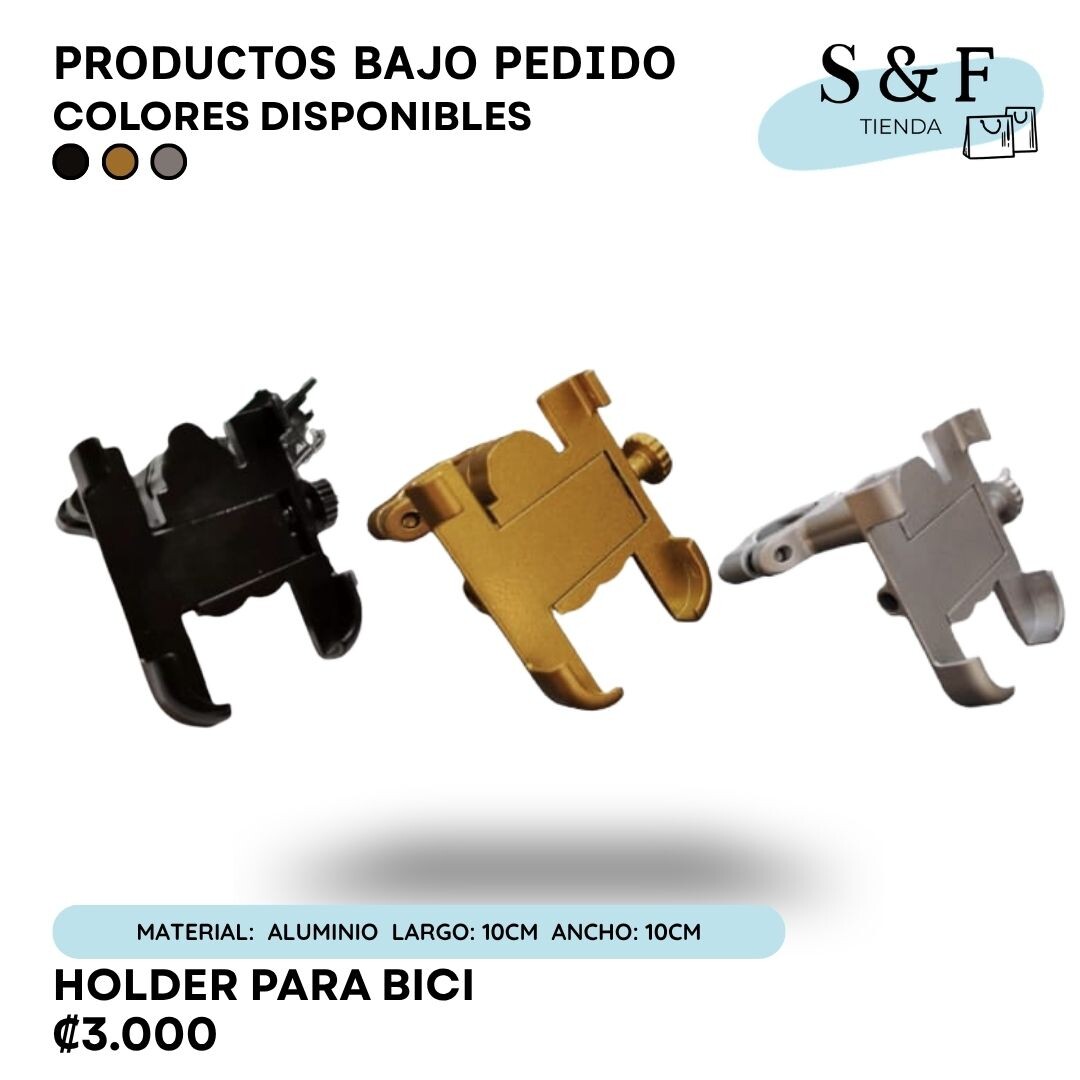 PRODUCTOS BAJO PEDIDO
COLORES DISPONIBLES
S & F
TIENDA
MATERIAL: ALUMINIO LARGO: 10CM ANCHO: 10CM
HOLDER PARA BICI
₡3.000